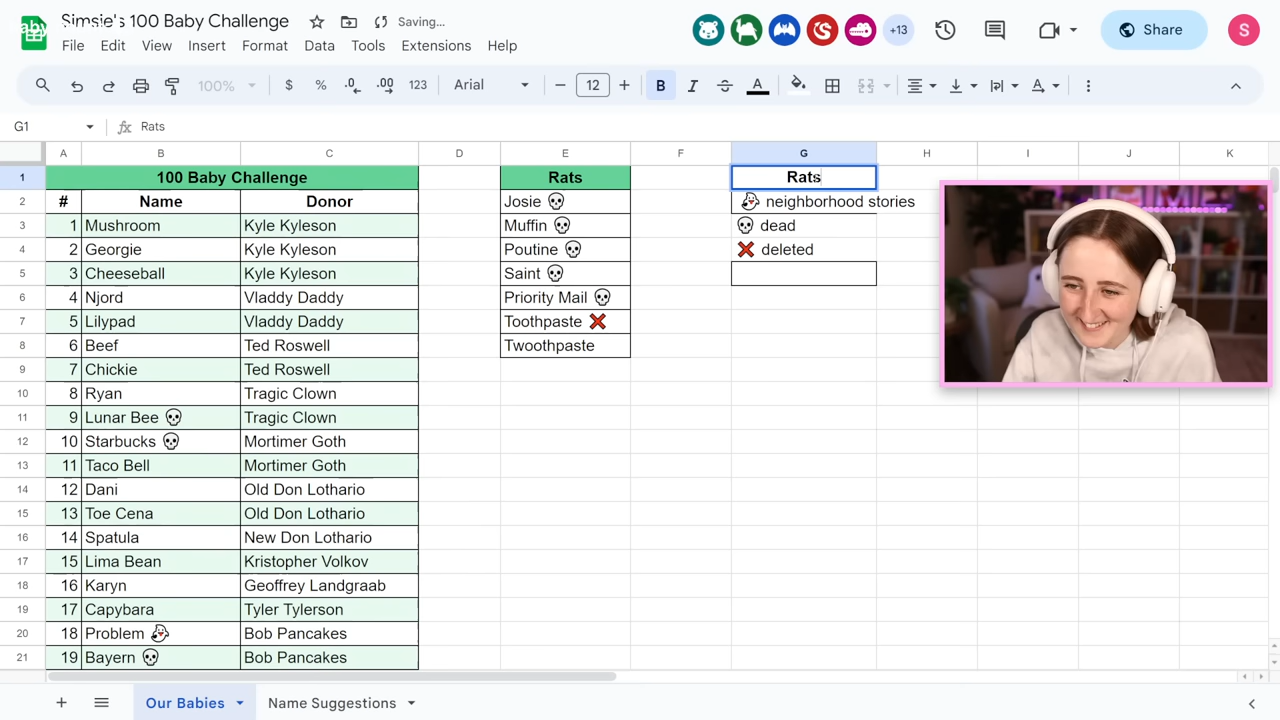 Simsie's 100 Baby Challenge
Saving...
+13
Share
S
File Edit View Insert Format Data Tools Extensions Help
100% $ % .0 .00 123 Arial 12 B I S A
G1 fx Rats
A B C D E F G H I J K
1 100 Baby Challenge Rats Rats
2 # Name Donor Josie 💀 👻 neighborhood stories
3 1 Mushroom Kyle Kyleson Muffin 💀 💀 dead
4 2 Georgie Kyle Kyleson Poutine 💀 ❌ deleted
5 3 Cheeseball Kyle Kyleson Saint 💀
6 4 Njord Vladdy Daddy Priority Mail 💀
7 5 Lilypad Vladdy Daddy Toothpaste ❌
8 6 Beef Ted Roswell Twoothpaste
9 7 Chickie Ted Roswell
10 8 Ryan Tragic Clown
11 9 Lunar Bee 💀 Tragic Clown
12 10 Starbucks 💀 Mortimer Goth
13 11 Taco Bell Mortimer Goth
14 12 Dani Old Don Lothario
15 13 Toe Cena Old Don Lothario
16 14 Spatula New Don Lothario
17 15 Lima Bean Kristopher Volkov
18 16 Karyn Geoffrey Landgraab
19 17 Capybara Tyler Tylerson
20 18 Problem 👻 Bob Pancakes
21 19 Bayern 💀 Bob Pancakes
Our Babies Name Suggestions